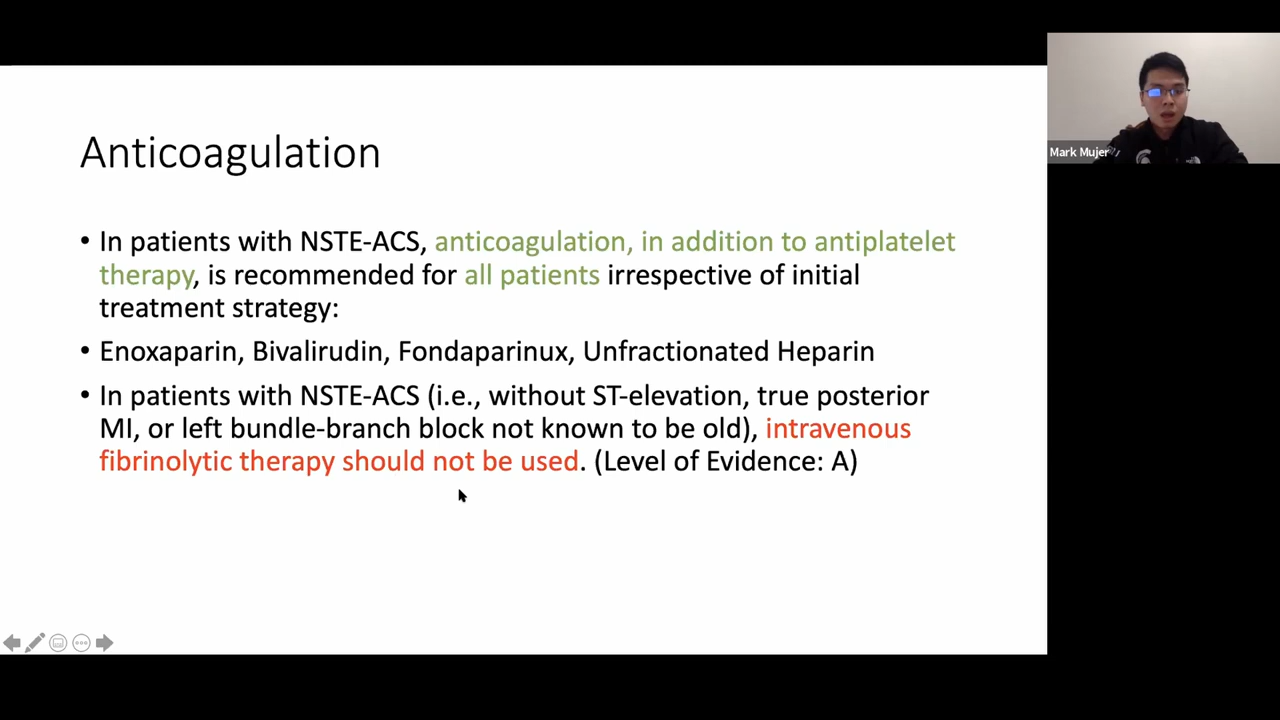 Anticoagulation
• In patients with NSTE-ACS, anticoagulation, in addition to antiplatelet
therapy, is recommended for all patients irrespective of initial
treatment strategy:
• Enoxaparin, Bivalirudin, Fondaparinux, Unfractionated Heparin
• In patients with NSTE-ACS (i.e., without ST-elevation, true posterior
MI, or left bundle-branch block not known to be old), intravenous
fibrinolytic therapy should not be used. (Level of Evidence: A)
Mark Mujer